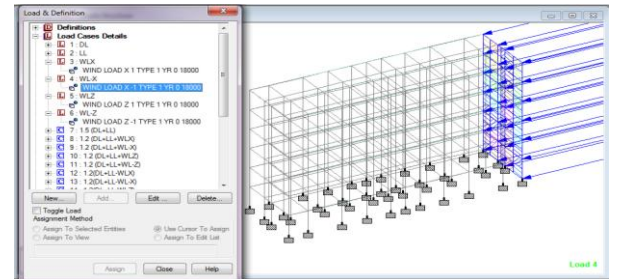 Load & Definition
Definitions
Load Cases Details
1 : DL
2 : LL
3 : WLX
WIND LOAD X 1 TYPE 1 YR 0 18000
4 : WL-X
WIND LOAD X -1 TYPE 1 YR 0 18000
5 : WLZ
WIND LOAD Z 1 TYPE 1 YR 0 18000
6 : WL-Z
WIND LOAD Z -1 TYPE 1 YR 0 18000
7 : 1.5 (DL+LL)
8 : 1.2 (DL+LL+WLX)
9 : 1.2 (DL+LL+WL-X)
10 : 1.2 (DL+LL+WLZ)
11 : 1.2 (DL+LL+WL-Z)
12 : 1.2(DL+LL-WLX)
13 : 1.2(DL+LL-WL-X)
New...
Add...
Edit ...
Delete...
Toggle Load
Assignment Method
Assign To Selected Entities
Use Cursor To Assign
Assign To View
Assign To Edit List
Assign
Close
Help
Load 4